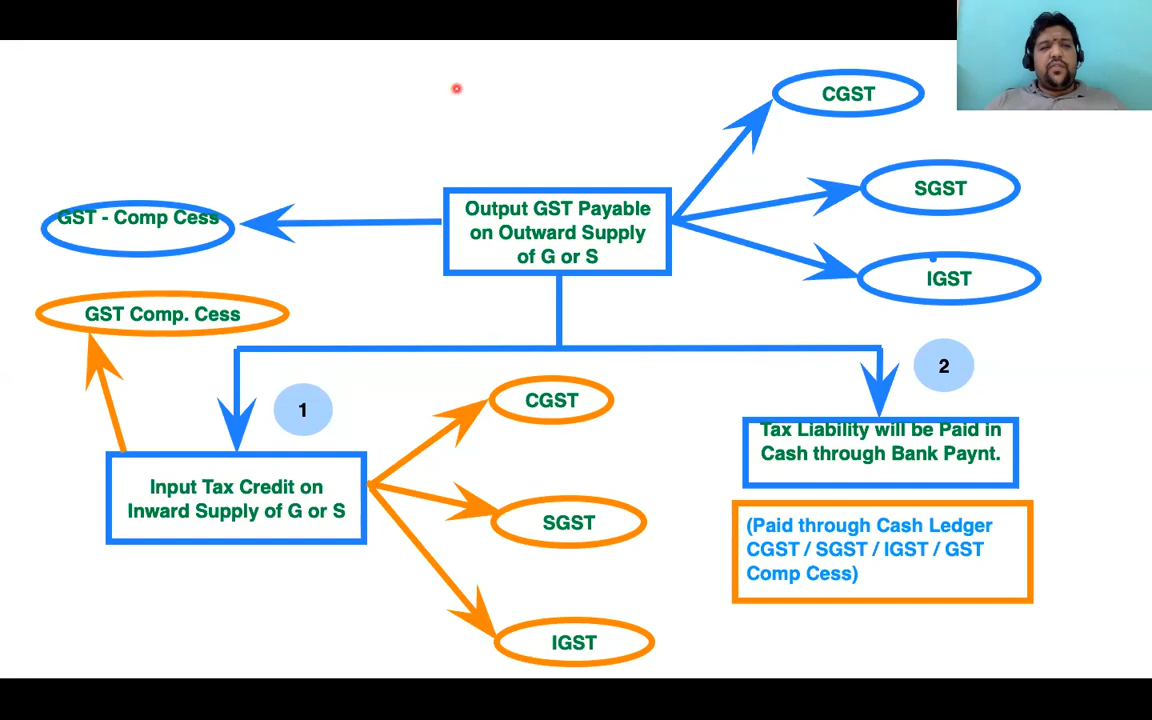 CGST
SGST
GST - Comp Cess
Output GST Payable
on Outward Supply
of G or S
IGST
GST Comp. Cess
2
1
CGST
Tax Liability will be Paid in
Cash through Bank Paynt.
Input Tax Credit on
Inward Supply of G or S
SGST
(Paid through Cash Ledger
CGST / SGST / IGST / GST
Comp Cess)
IGST